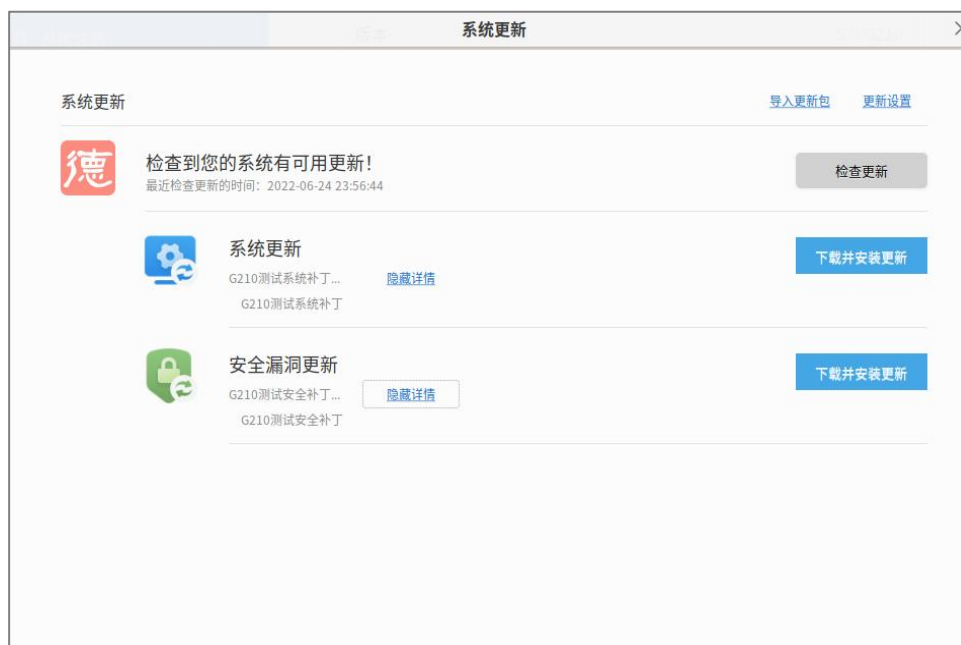 系统更新
系统更新 导入更新包 更新设置
德
检查到您的系统有可用更新!
最近检查更新的时间：2022-06-24 23:56:44
检查更新
系统更新
G210测试系统补丁... 隐藏详情
G210测试系统补丁
下载并安装更新
安全漏洞更新
G210测试安全补丁... 隐藏详情
G210测试安全补丁
下载并安装更新